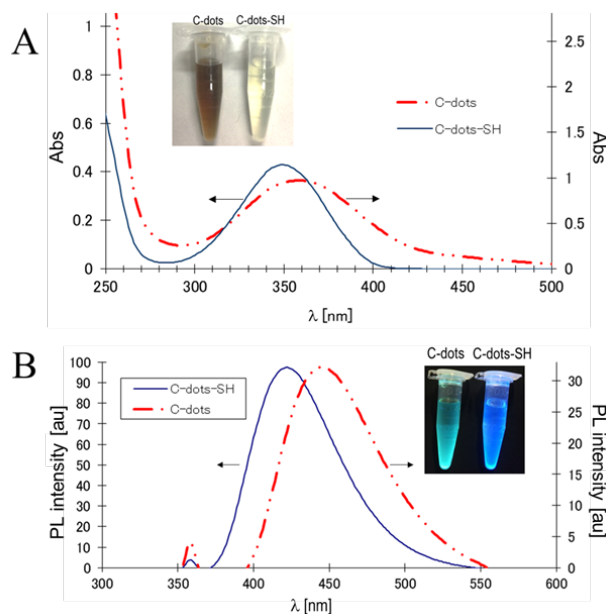 A
C-dots C-dots-SH
1
0.8
0.6
0.4
0.2
0
Abs
2.5
2
1.5
1
0.5
0
Abs
C-dots
C-dots-SH
250 300 350 400 450 500
λ [nm]
B
C-dots-SH
C-dots
C-dots C-dots-SH
100
90
80
70
60
50
40
30
20
10
0
PL intensity [au]
30
25
20
15
10
5
0
PL intensity [au]
300 350 400 450 500 550 600
λ [nm]